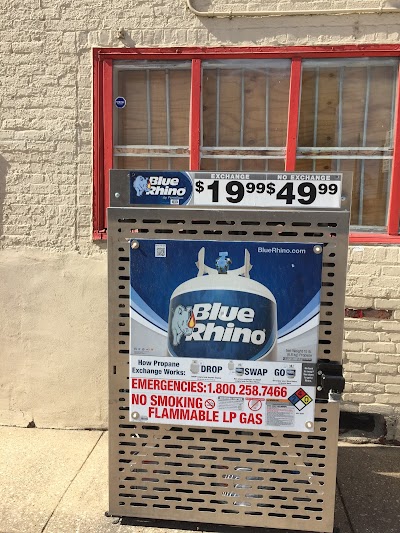 EXCHANGE NO EXCHANGE
Blue Rhino $19 99 $49 99
BlueRhino.com
Blue
Rhino
How Propane
Exchange Works: DROP SWAP GO
EMERGENCIES:1.800.258.7466
NO SMOKING
FLAMMABLE LP GAS